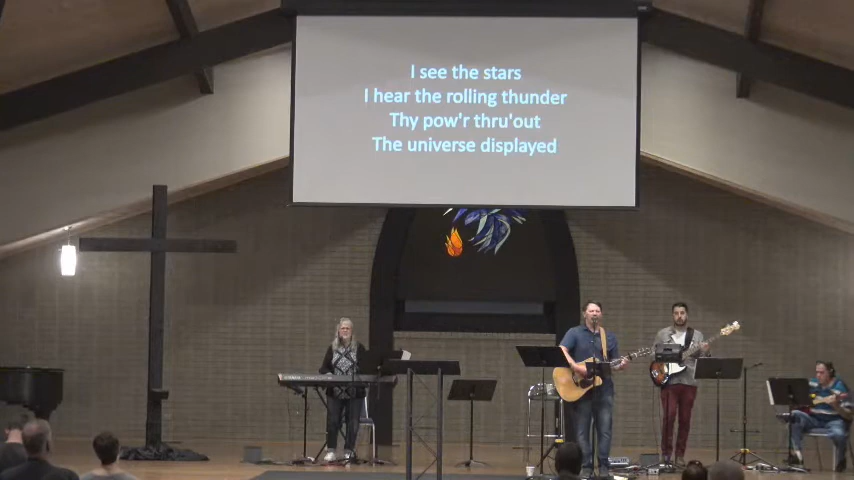 I see the stars
I hear the rolling thunder
Thy pow'r thru'out
The universe displayed